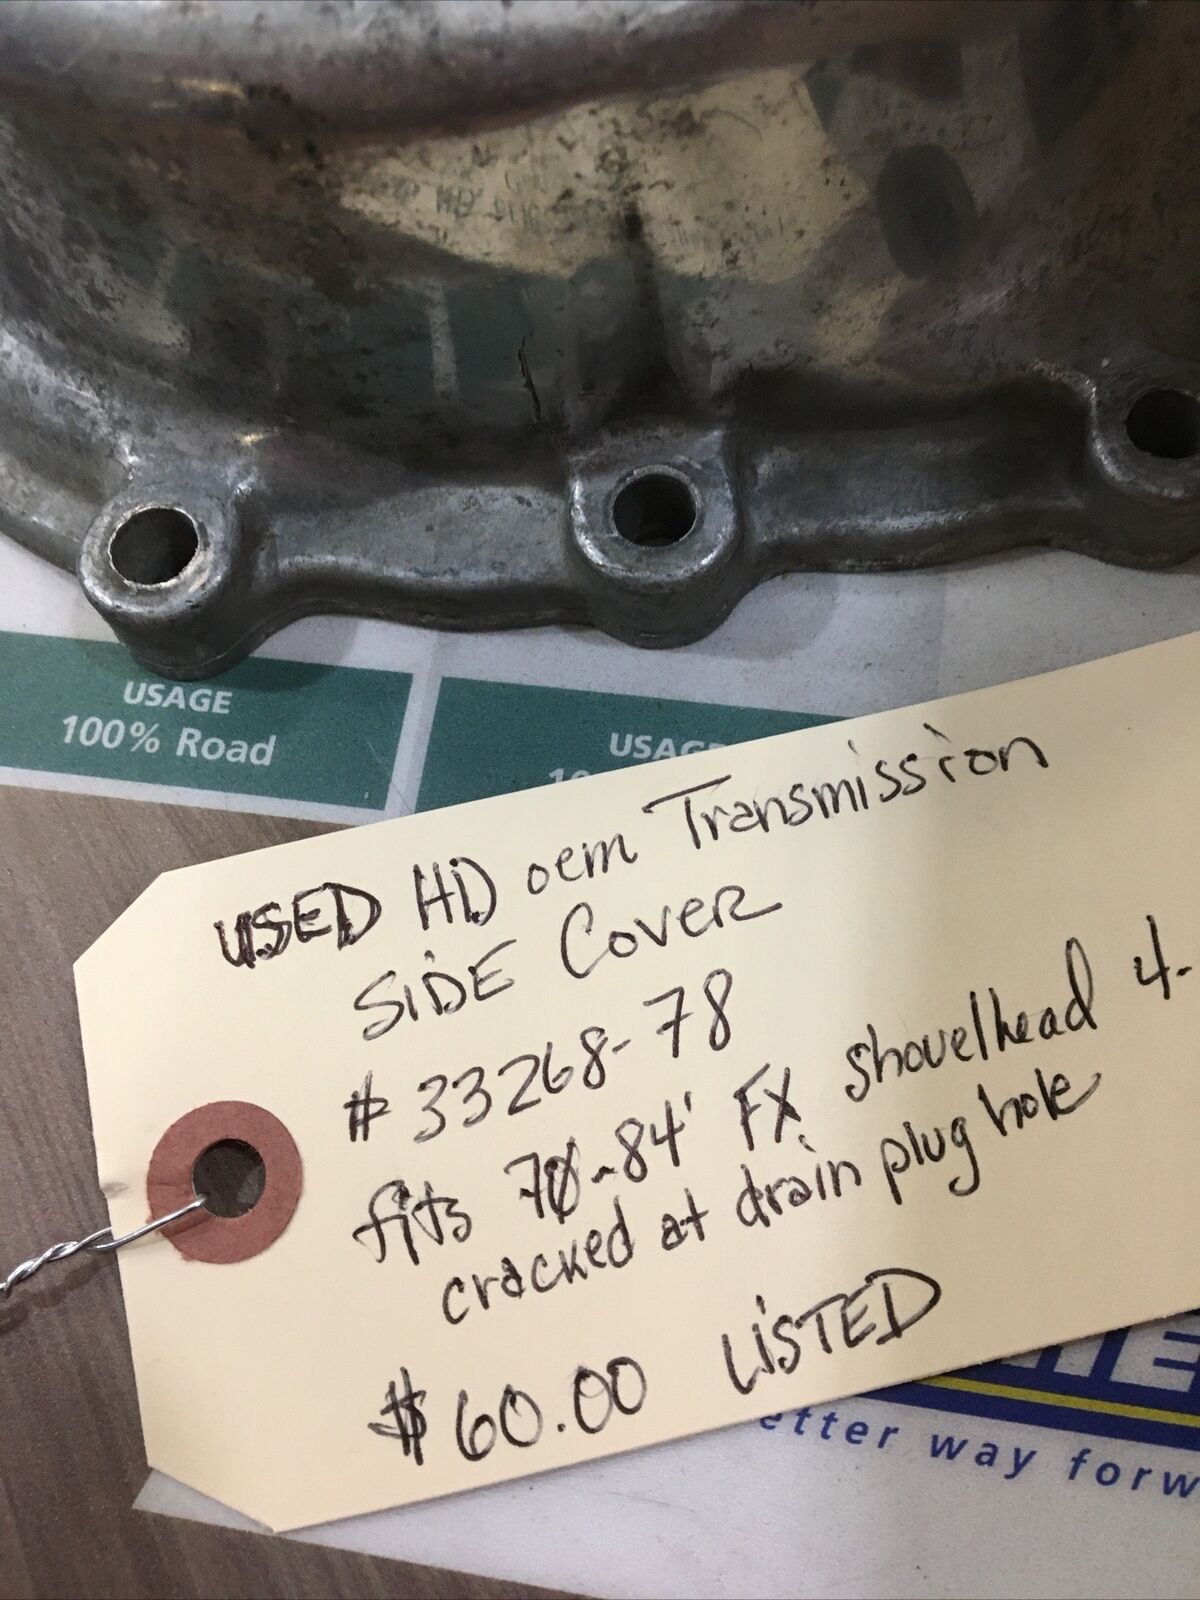 USAGE
100% Road
USAGE
10
USED HD oem Transmission
SIDE COVER
# 33268-78
fits 70-84' FX shovelhead 4-
cracked at drain plug hole
$60.00 LISTED
etter way forw